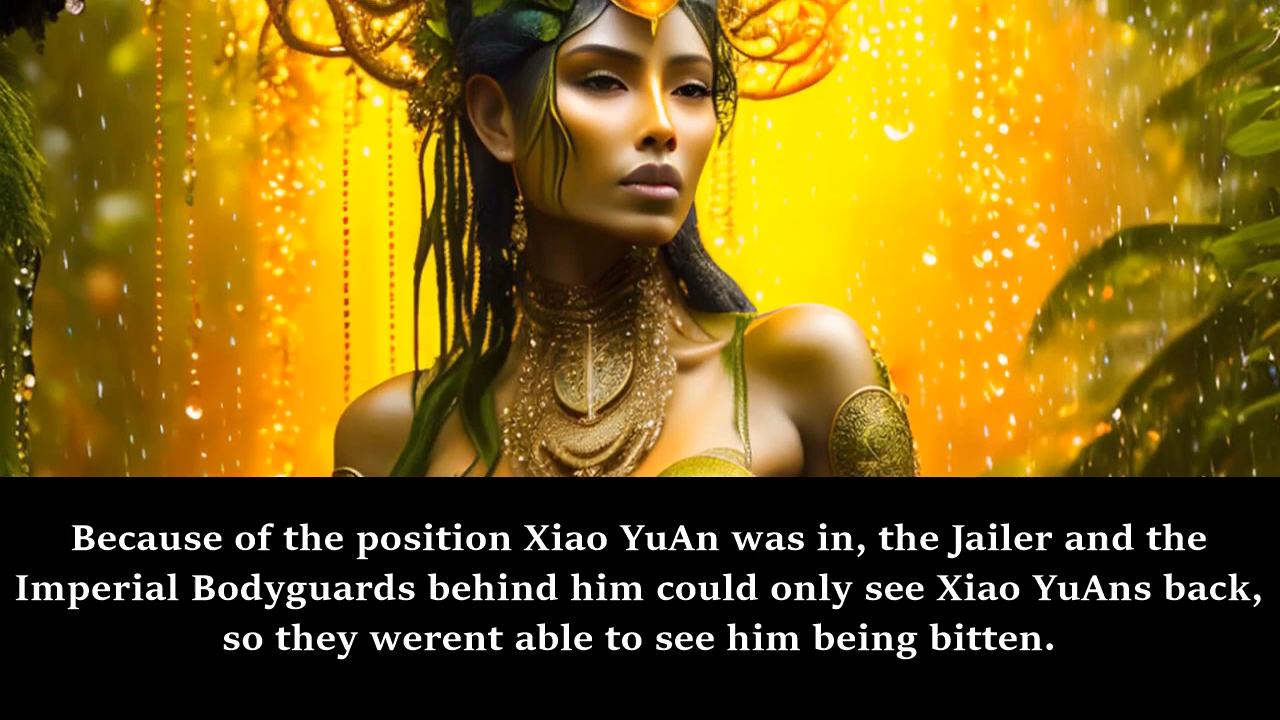 Because of the position Xiao YuAn was in, the Jailer and the
Imperial Bodyguards behind him could only see Xiao YuAns back,
so they werent able to see him being bitten.